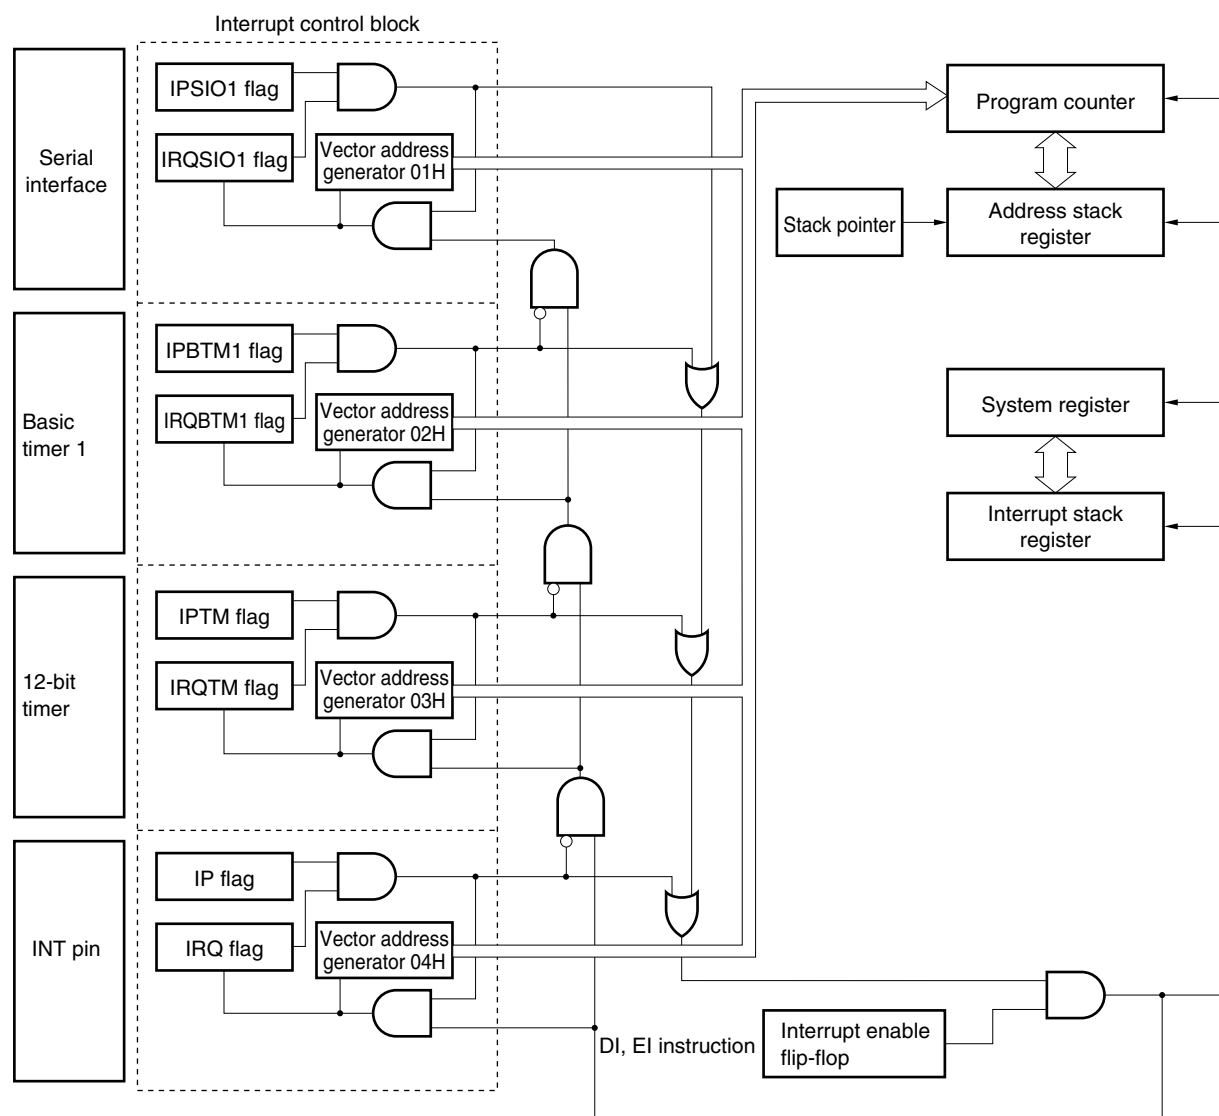 Interrupt control block
Serial
interface
IPSIO1 flag
IRQSIO1 flag
Vector address
generator 01H
Program counter
Stack pointer
Address stack
register
Basic
timer 1
IPBTM1 flag
IRQBTM1 flag
Vector address
generator 02H
System register
Interrupt stack
register
12-bit
timer
IPTM flag
IRQTM flag
Vector address
generator 03H
INT pin
IP flag
IRQ flag
Vector address
generator 04H
DI, EI instruction
Interrupt enable
flip-flop